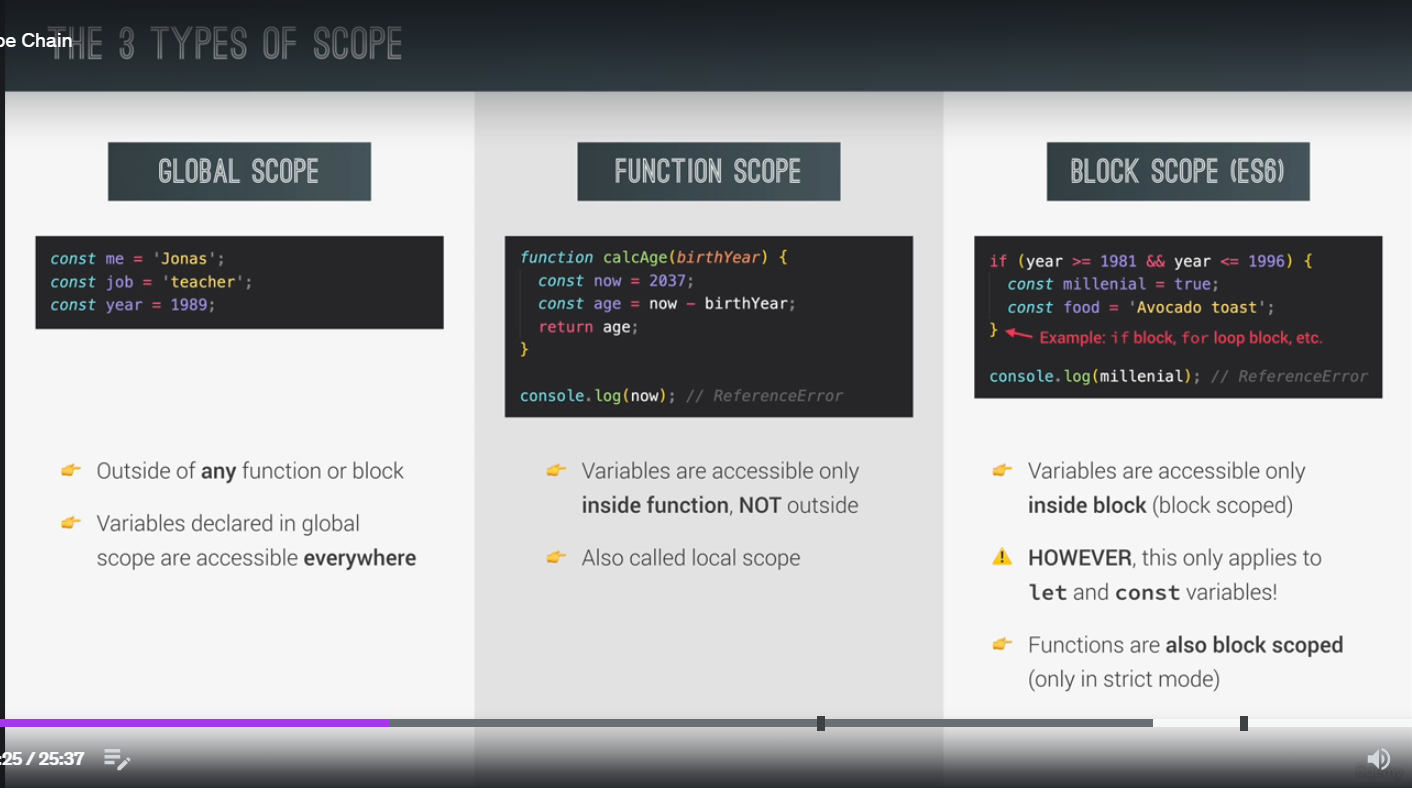 pe Chain
THE 3 TYPES OF SCOPE
GLOBAL SCOPE
const me = 'Jonas';
const job = 'teacher';
const year = 1989;
Outside of any function or block
Variables declared in global
scope are accessible everywhere
FUNCTION SCOPE
function calcAge(birthYear) {
const now = 2037;
const age = now − birthYear;
return age;
}
console.log(now); // ReferenceError
Variables are accessible only
inside function, NOT outside
Also called local scope
BLOCK SCOPE (ES6)
if (year >= 1981 && year <= 1996) {
const millenial = true;
const food = 'Avocado toast';
}
Example: if block, for loop block, etc.
console.log(millenial); // ReferenceError
Variables are accessible only
inside block (block scoped)
HOWEVER, this only applies to
let and const variables!
Functions are also block scoped
(only in strict mode)
:25 / 25:37